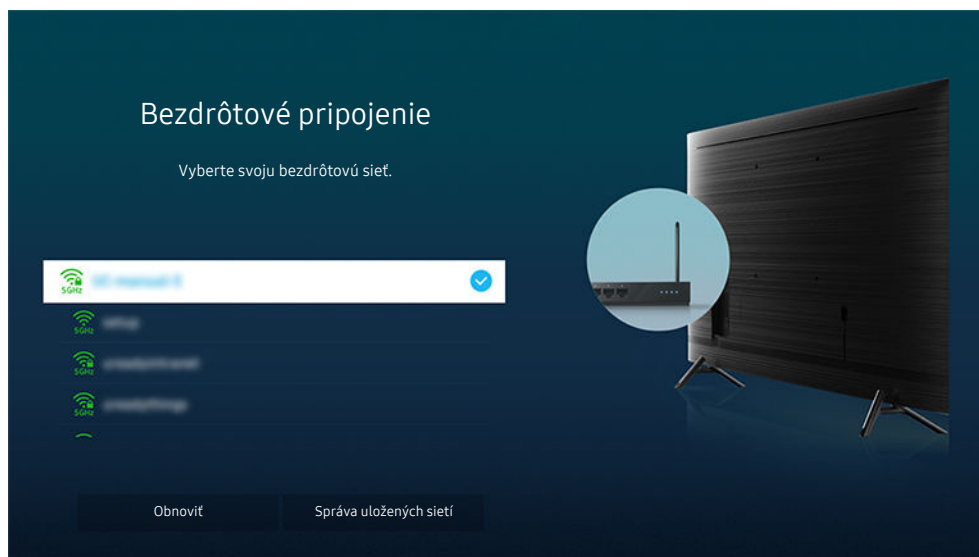 Bezdrôtové pripojenie
Vyberte svoju bezdrôtovú sieť.
5GHz
5GHz
5GHz
5GHz
Obnoviť
Správa uložených sietí